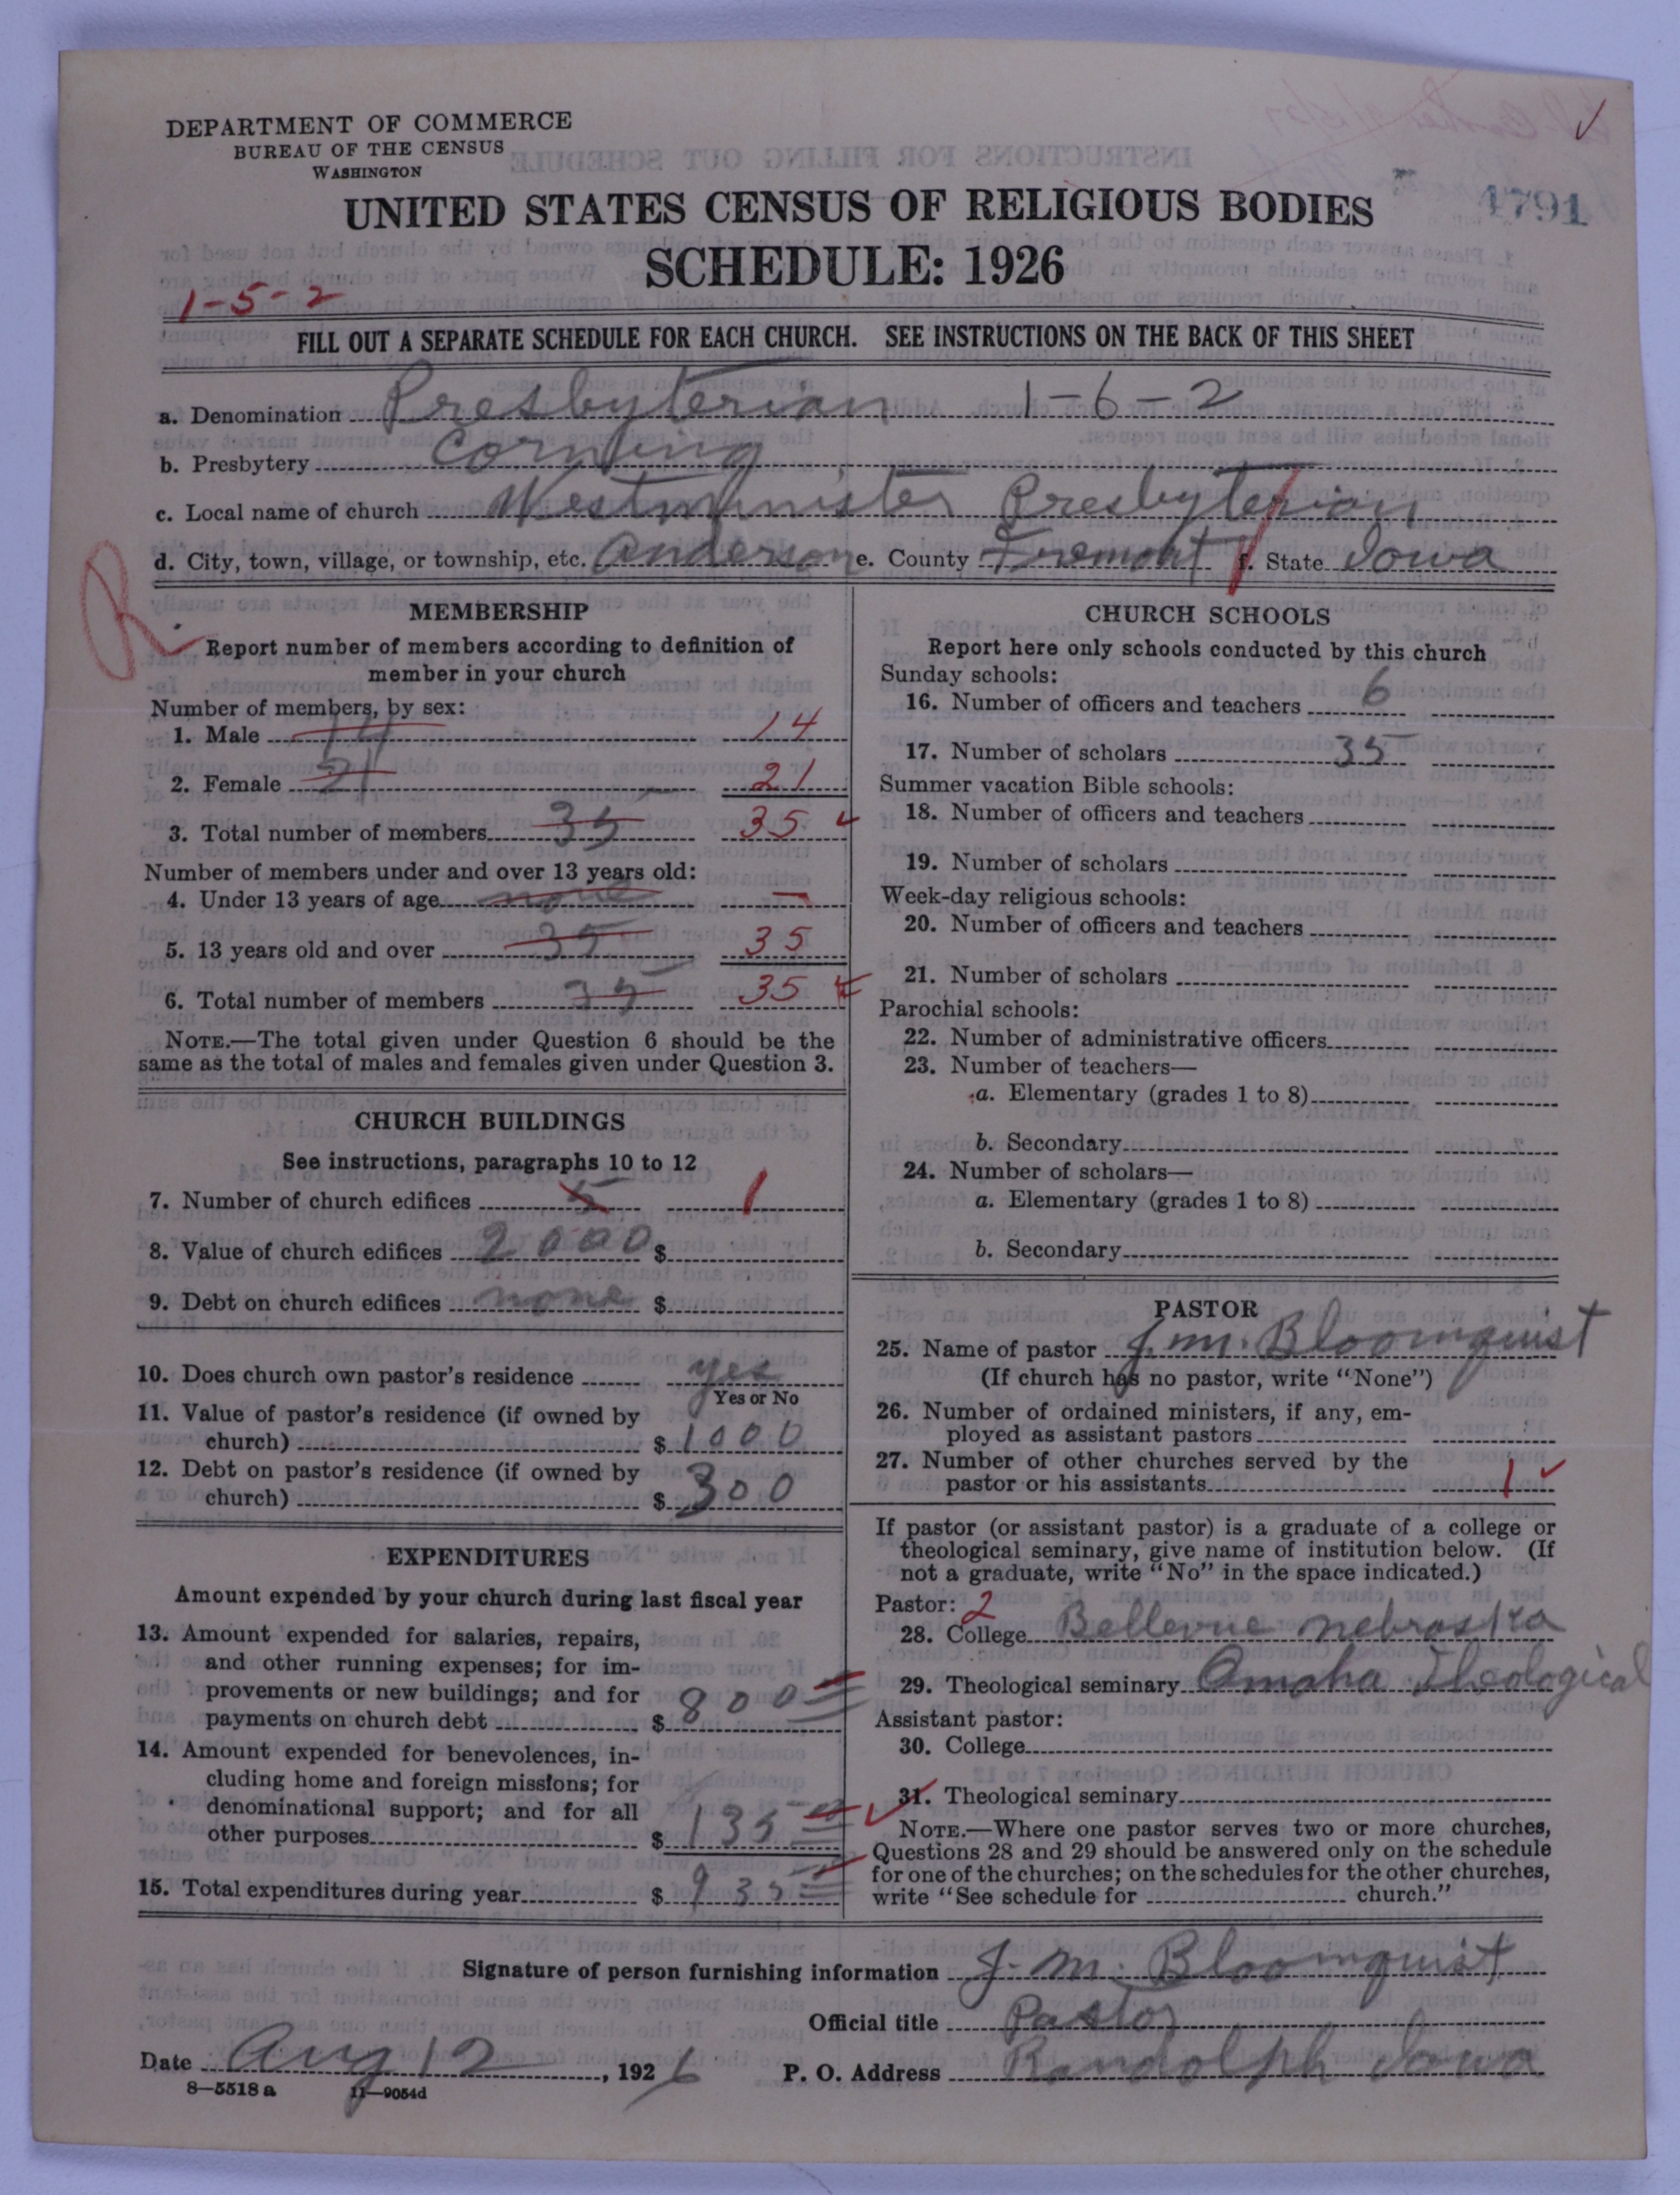 DEPARTMENT OF COMMERCE
BUREAU OF THE CENSUS
WASHINGTON
4791
UNITED STATES CENSUS OF RELIGIOUS BODIES
SCHEDULE: 1926
1-5-2
FILL OUT A SEPARATE SCHEDULE FOR EACH CHURCH. SEE INSTRUCTIONS ON THE BACK OF THIS SHEET
a. Denomination Presbyterian 1-6-2
b. Presbytery Corning
c. Local name of church Westminister Presbyterian
d. City, town, village, or township, etc. Anderson e. County Fremont f. State Iowa
R
MEMBERSHIP
Report number of members according to definition of
member in your church
Number of members, by sex:
1. Male 14 14
2. Female 21 21
3. Total number of members 35 35
Number of members under and over 13 years old:
4. Under 13 years of age none —
5. 13 years old and over 35 35
6. Total number of members 35 35
NOTE.—The total given under Question 6 should be the
same as the total of males and females given under Question 3.
CHURCH BUILDINGS
See instructions, paragraphs 10 to 12
7. Number of church edifices 1
8. Value of church edifices 2000 $
9. Debt on church edifices none $
10. Does church own pastor's residence yes
Yes or No
11. Value of pastor's residence (if owned by
church) $ 1000
12. Debt on pastor's residence (if owned by
church) $ 300
EXPENDITURES
Amount expended by your church during last fiscal year
13. Amount expended for salaries, repairs,
and other running expenses; for im-
provements or new buildings; and for
payments on church debt $ 800
14. Amount expended for benevolences, in-
cluding home and foreign missions; for
denominational support; and for all
other purposes $ 135
15. Total expenditures during year $ 935
CHURCH SCHOOLS
Report here only schools conducted by this church
Sunday schools:
16. Number of officers and teachers 6
17. Number of scholars 35
Summer vacation Bible schools:
18. Number of officers and teachers
19. Number of scholars
Week-day religious schools:
20. Number of officers and teachers
21. Number of scholars
Parochial schools:
22. Number of administrative officers
23. Number of teachers—
a. Elementary (grades 1 to 8)
b. Secondary
24. Number of scholars—
a. Elementary (grades 1 to 8)
b. Secondary
PASTOR
25. Name of pastor J. M. Bloomquist
(If church has no pastor, write "None")
26. Number of ordained ministers, if any, em-
ployed as assistant pastors
27. Number of other churches served by the
pastor or his assistants 1
If pastor (or assistant pastor) is a graduate of a college or
theological seminary, give name of institution below. (If
not a graduate, write "No" in the space indicated.)
Pastor: 2
28. College Bellevue Nebraska
29. Theological seminary Omaha Theological
Assistant pastor:
30. College
31. Theological seminary
NOTE.—Where one pastor serves two or more churches,
Questions 28 and 29 should be answered only on the schedule
for one of the churches; on the schedules for the other churches,
write "See schedule for church."
Signature of person furnishing information J. M. Bloomquist
Official title Pastor
Date Aug 12, 1926 P. O. Address Randolph Iowa
8—5518 a 11—9054d